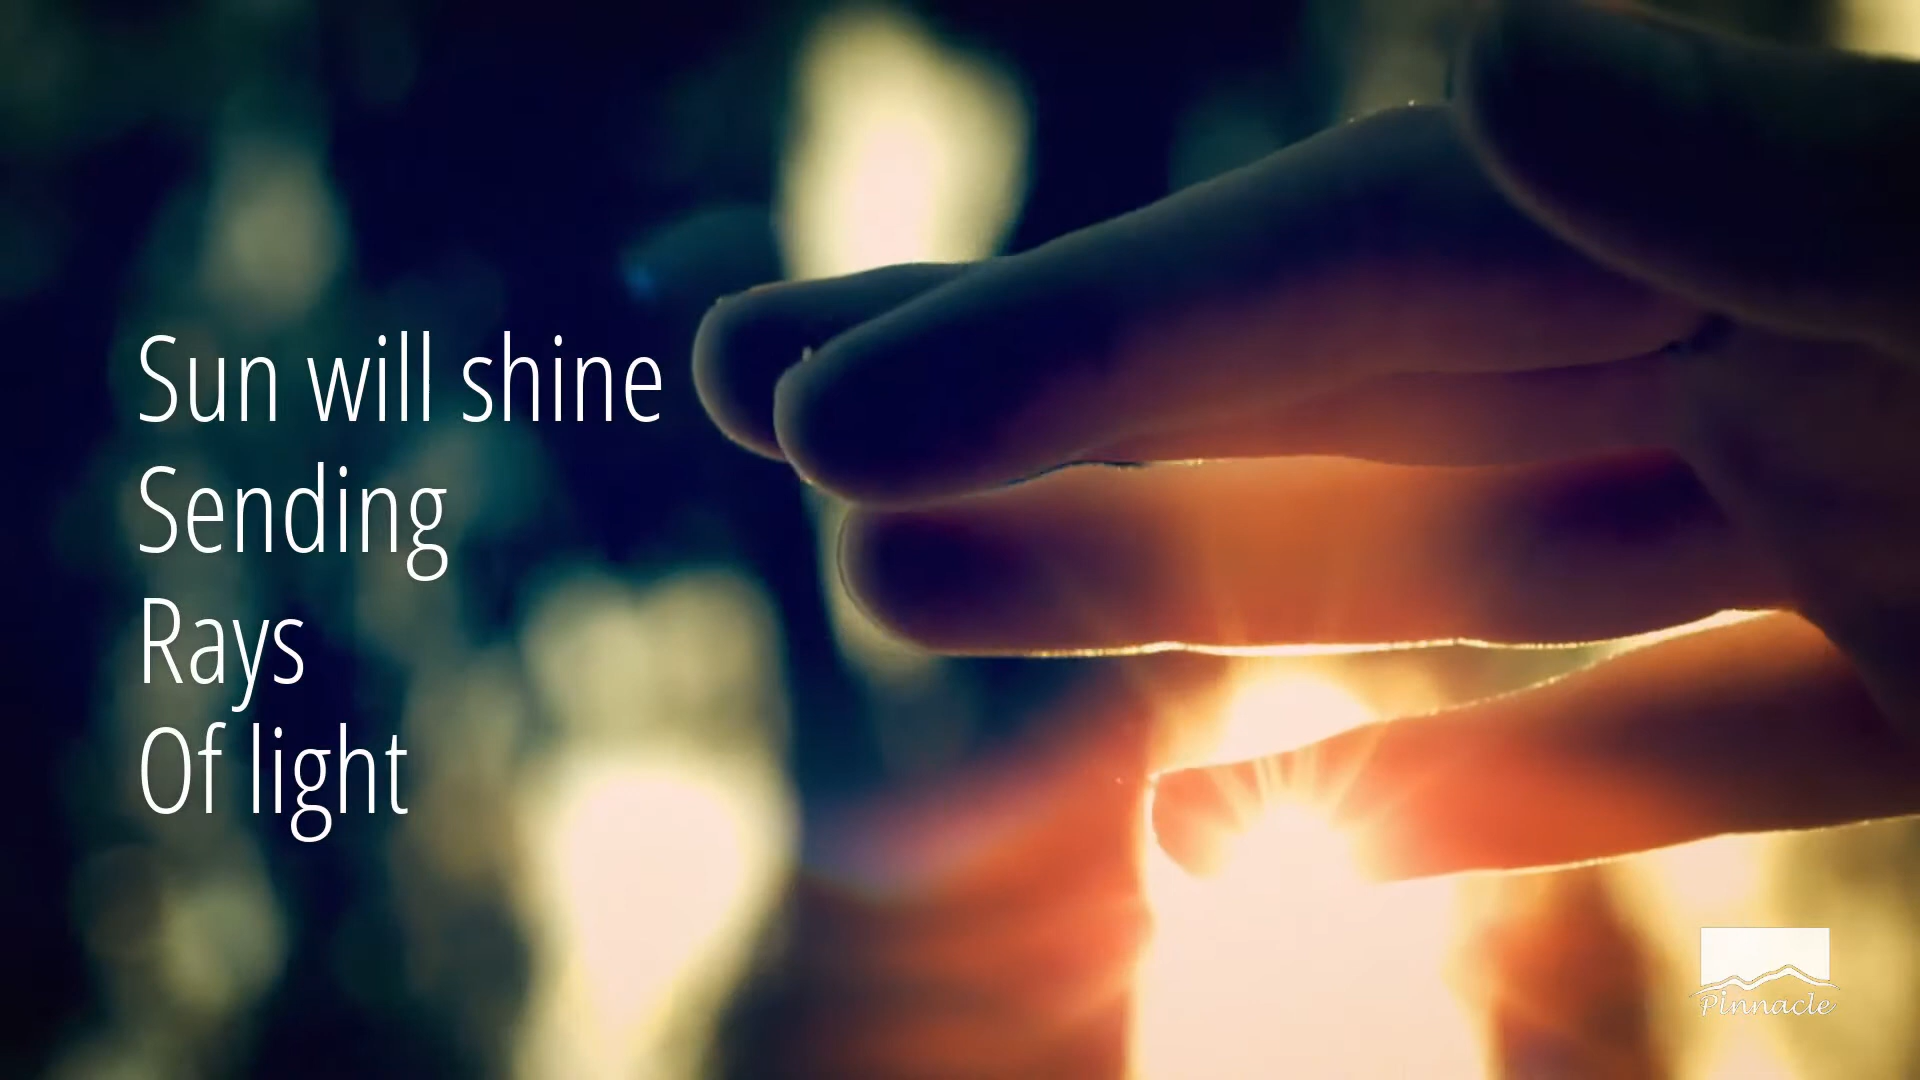 Sun will shine
Sending
Rays
Of light
Pinnacle